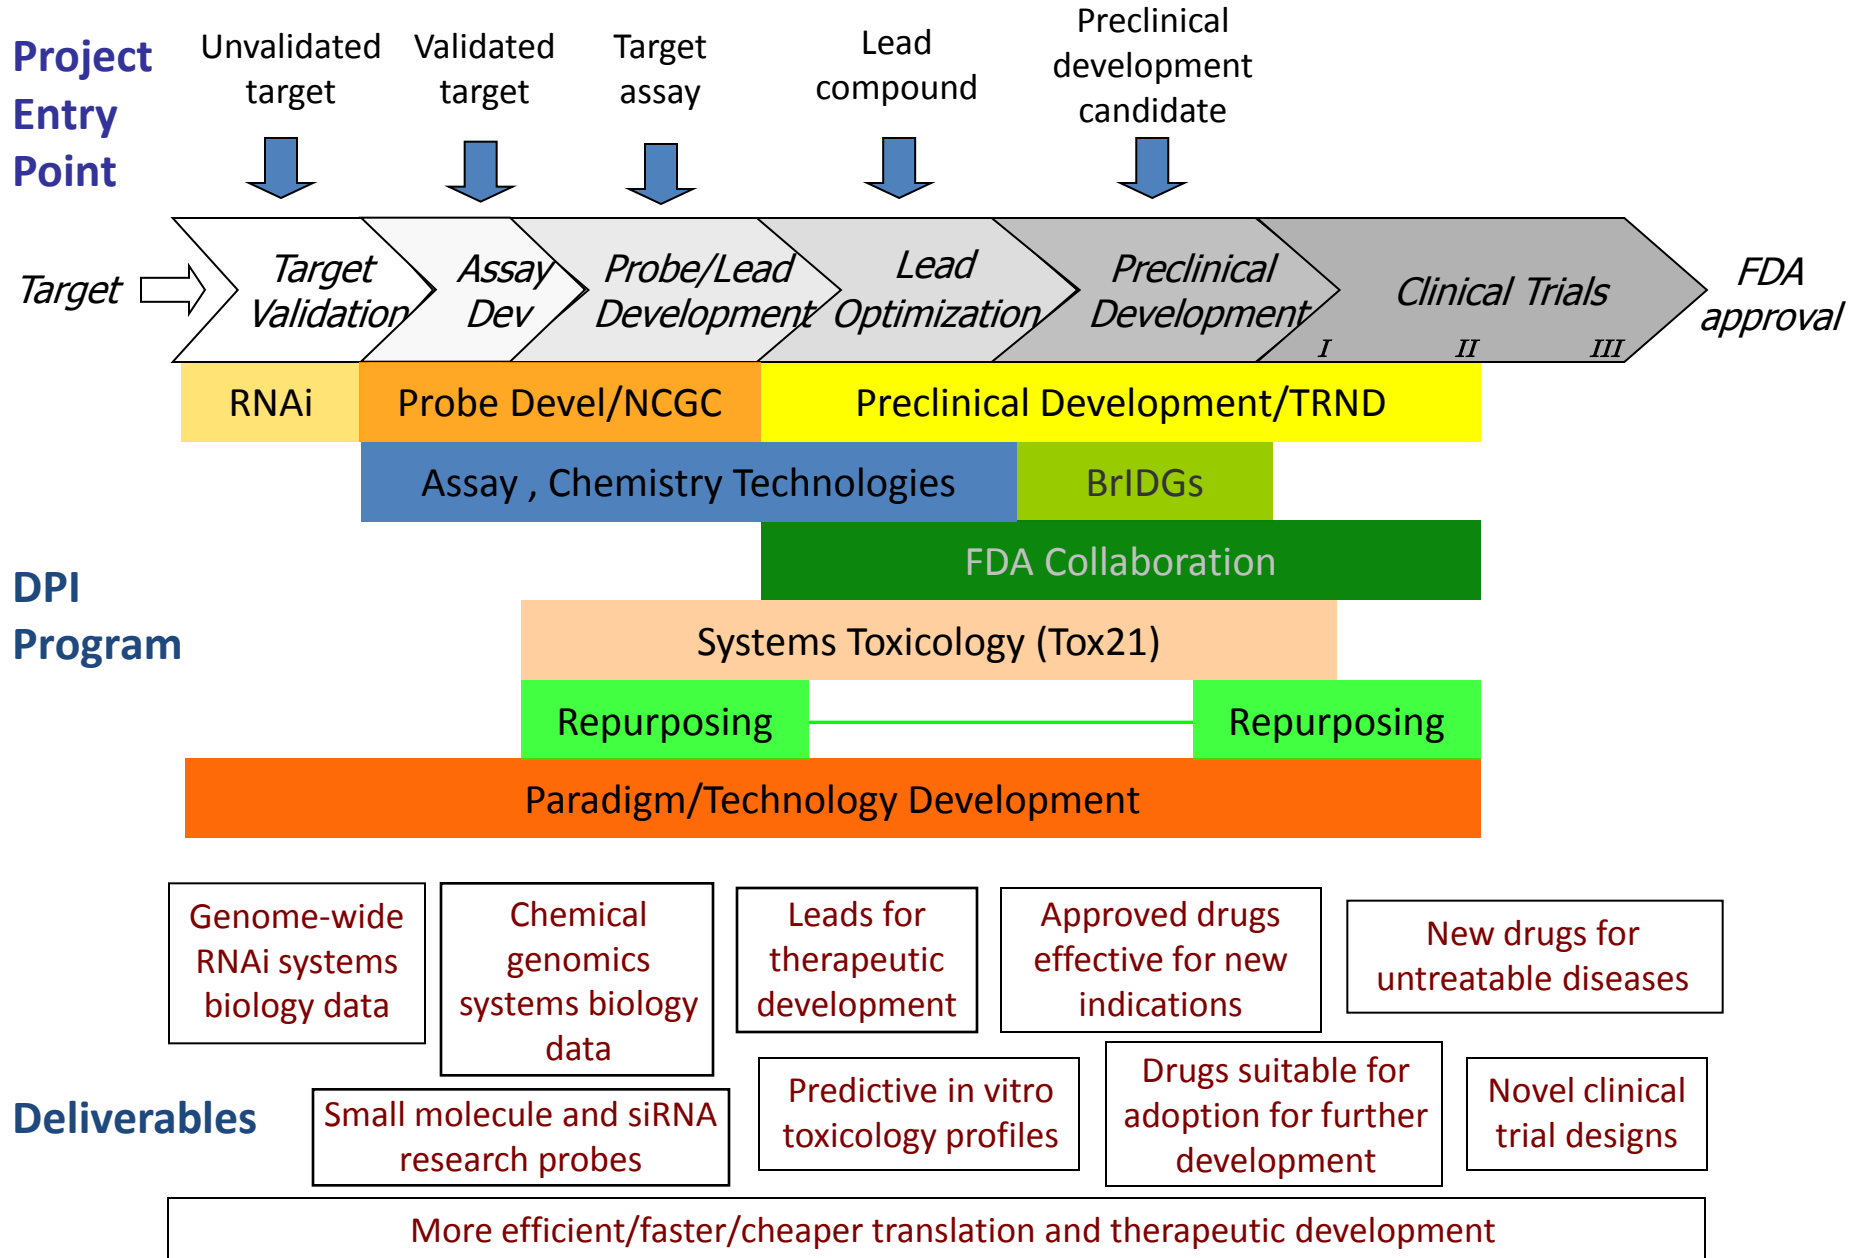 Project
Entry
Point
Unvalidated
target
Validated
target
Target
assay
Lead
compound
Preclinical
development
candidate
Target
Target
Validation
Assay
Dev
Probe/Lead
Development
Lead
Optimization
Preclinical
Development
Clinical Trials
I
II
III
FDA
approval
RNAi
Probe Devel/NCGC
Preclinical Development/TRND
Assay , Chemistry Technologies
BrIDGs
FDA Collaboration
DPI
Program
Systems Toxicology (Tox21)
Repurposing
Repurposing
Paradigm/Technology Development
Genome-wide
RNAi systems
biology data
Chemical
genomics
systems biology
data
Leads for
therapeutic
development
Approved drugs
effective for new
indications
New drugs for
untreatable diseases
Deliverables
Small molecule and siRNA
research probes
Predictive in vitro
toxicology profiles
Drugs suitable for
adoption for further
development
Novel clinical
trial designs
More efficient/faster/cheaper translation and therapeutic development